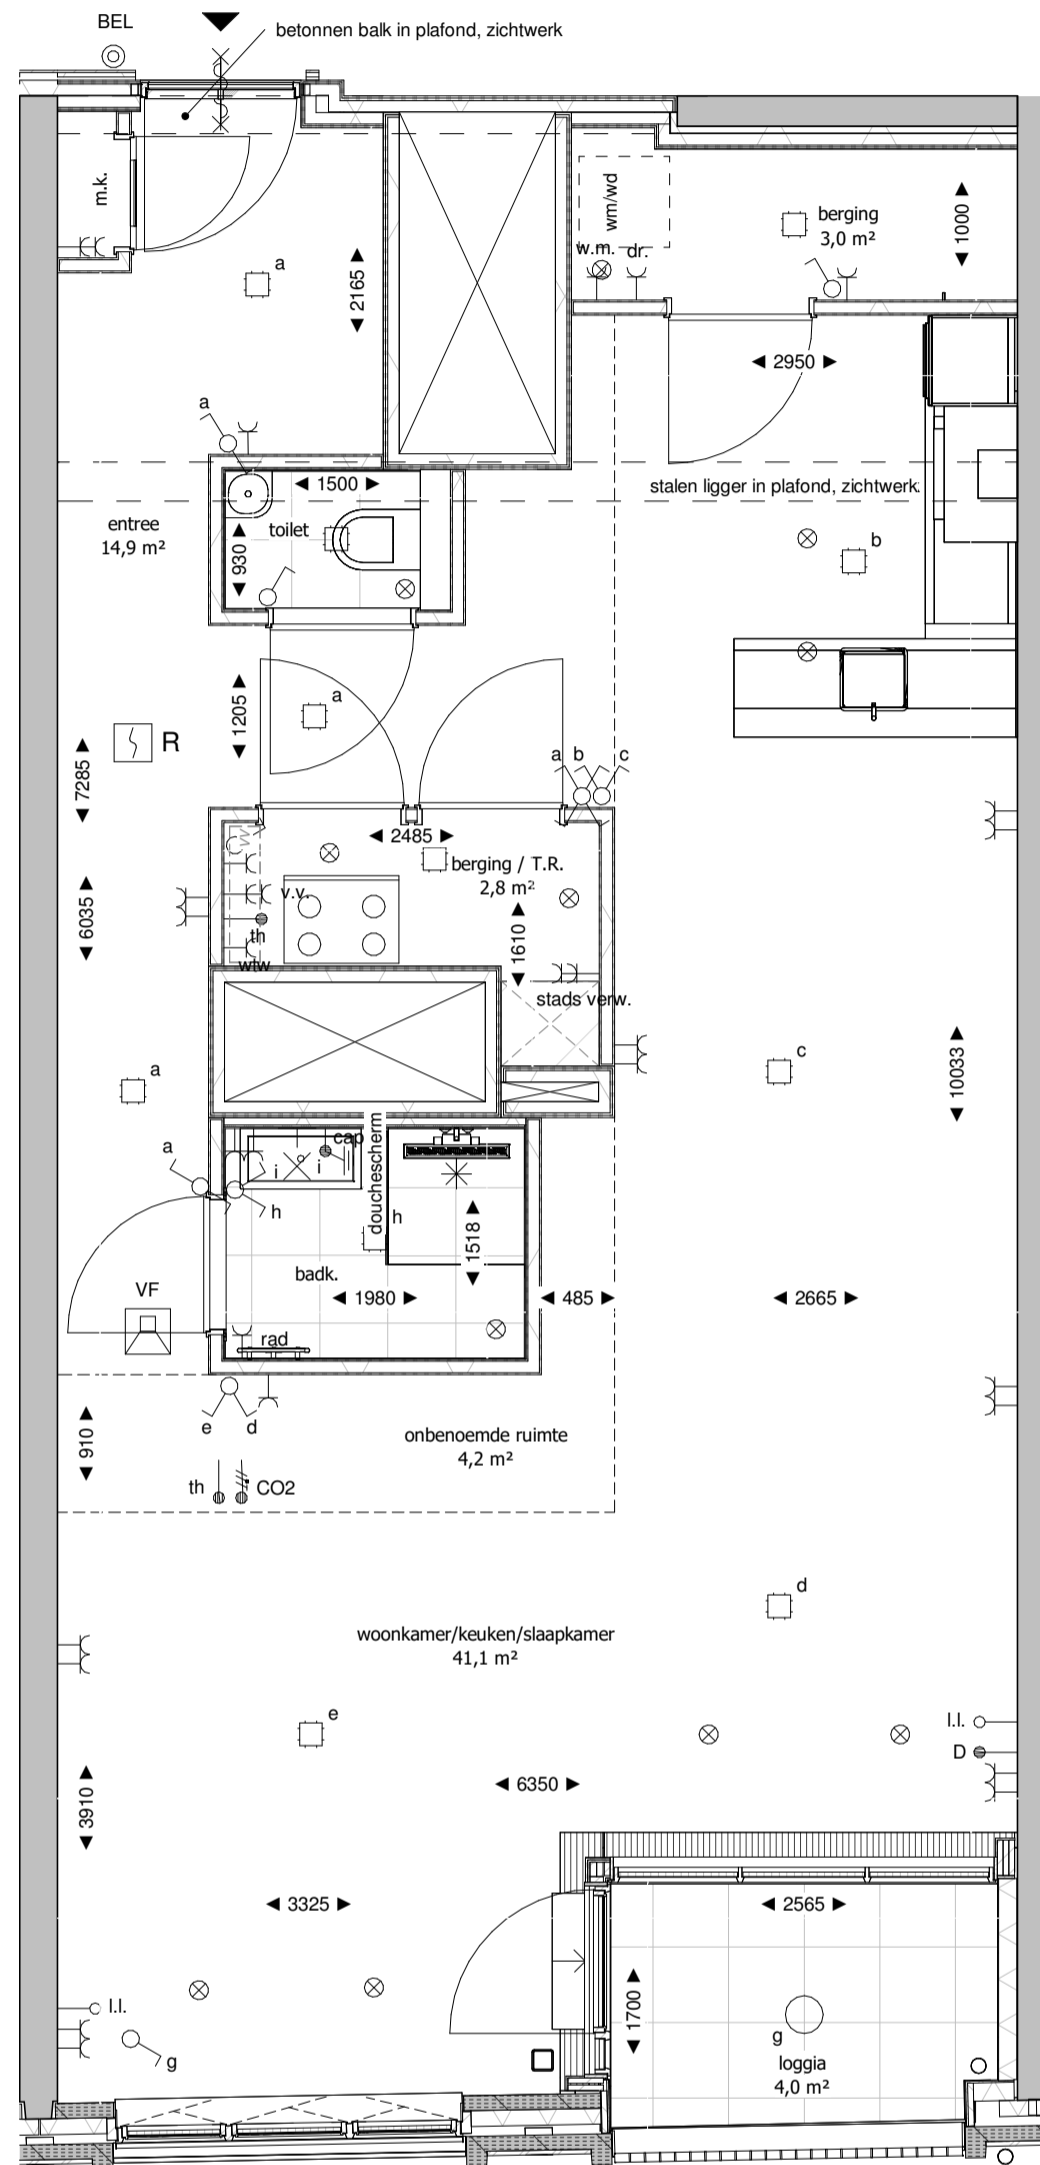 BEL
betonnen balk in plafond, zichtwerk
m.k.
wm/wd
berging
3,0 m²
1000
w.m.
dr.
a
2165
2950
a
1500
stalen ligger in plafond, zichtwerk.
entree
14,9 m²
toilet
930
b
1205
a
R
7285
a
b
c
2485
berging / T.R.
2,8 m²
v.v.
6035
th
wtw
1610
stads verw.
c
10033
a
a
cap
douchescherm
i
i
h
h
1518
badk.
VF
1980
485
2665
rad
e
d
910
onbenoemde ruimte
4,2 m²
th
CO2
d
woonkamer/keuken/slaapkamer
41,1 m²
e
l.l.
D
6350
3910
3325
2565
1700
l.l.
g
g
loggia
4,0 m²